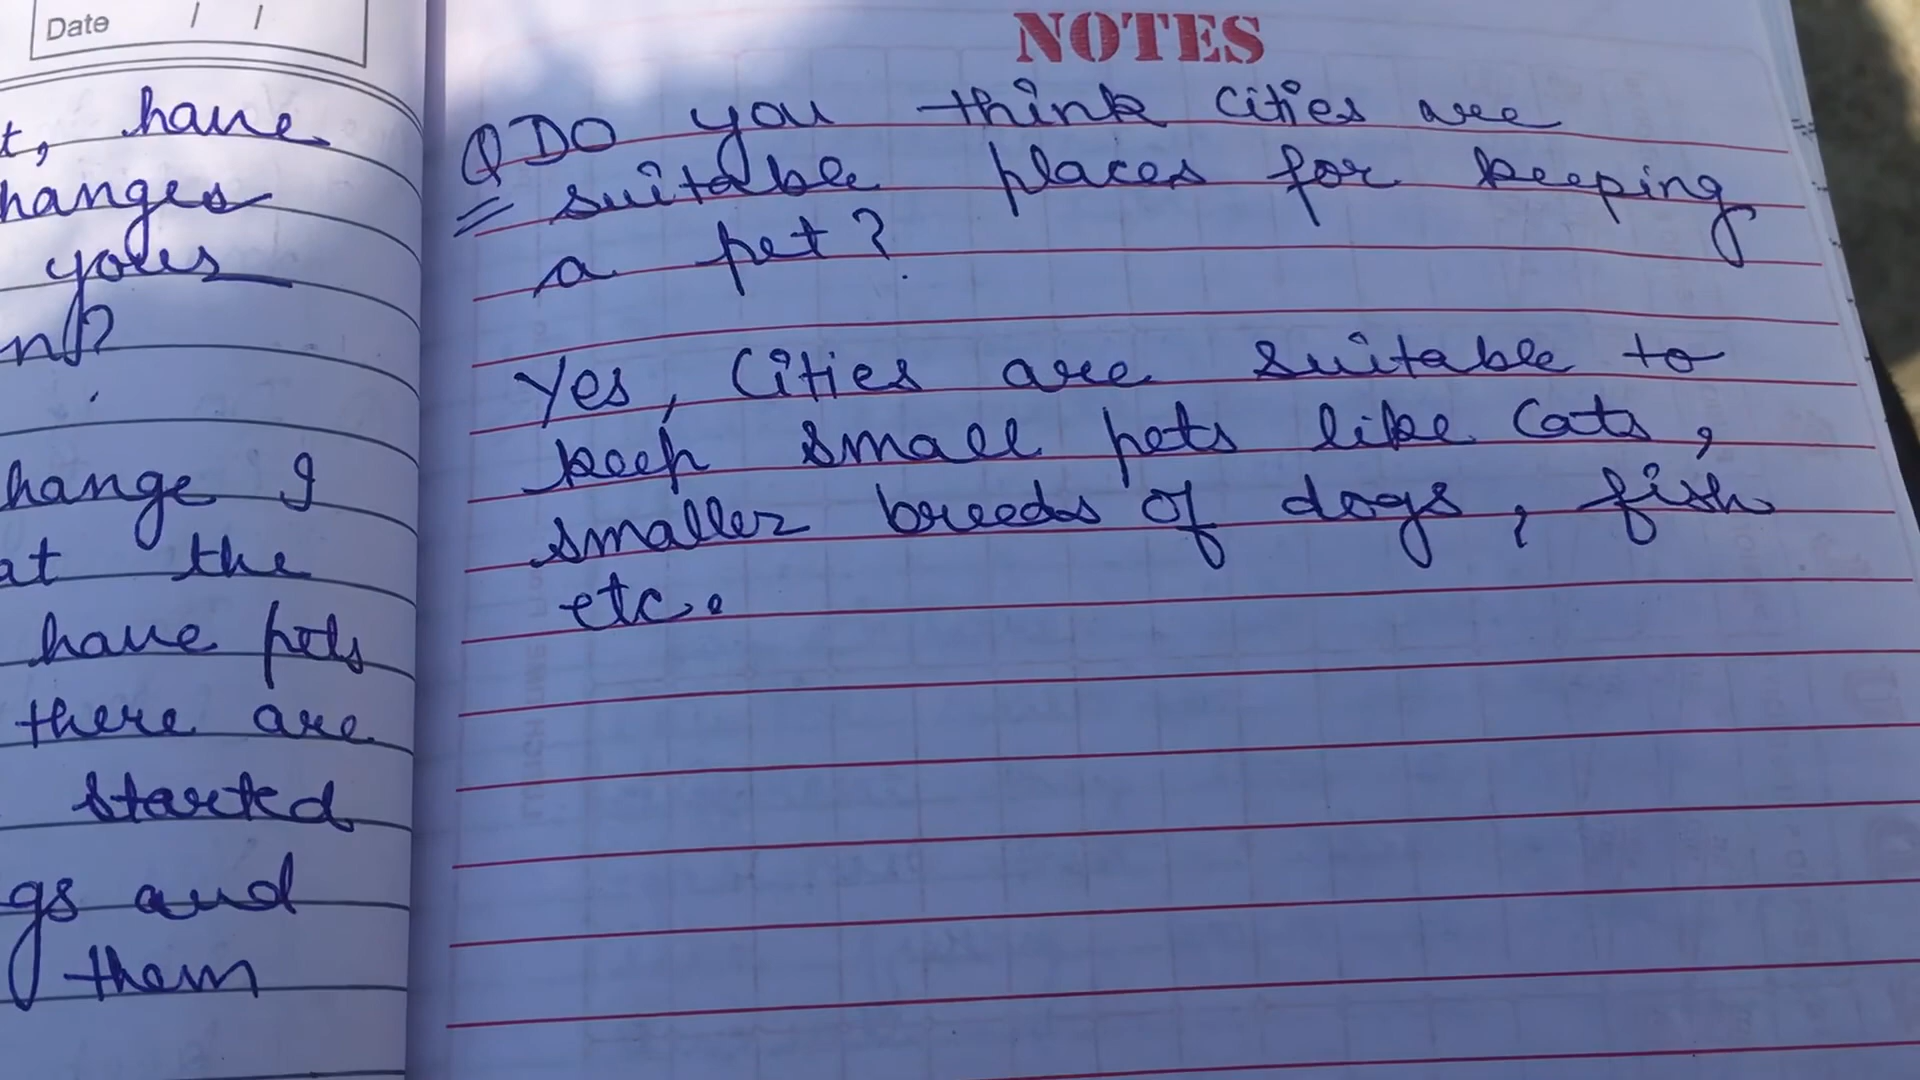 Date / /
t, have
hanges
your
n?
hange I
at the
have pets
there are
started
gs and
them
NOTES
Q DO you think cities are
suitable places for keeping
a pet?
Yes, Cities are suitable to
keep small pets like Cats,
smaller breeds of dogs, fish
etc.